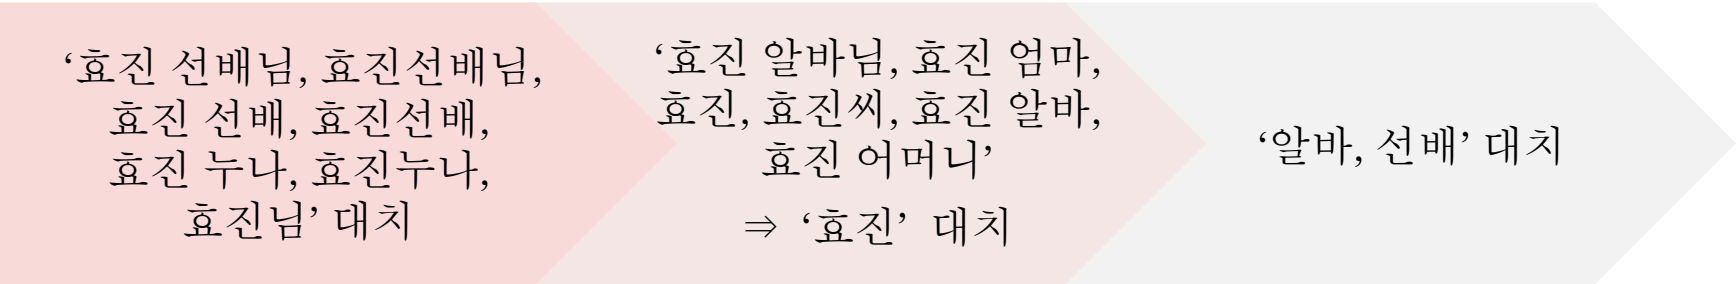 ‘효진 선배님, 효진선배님,
효진 선배, 효진선배,
효진 누나, 효진누나,
효진님’ 대치
‘효진 알바님, 효진 엄마,
효진, 효진씨, 효진 알바,
효진 어머니’
⇒ ‘효진’ 대치
‘알바, 선배’ 대치